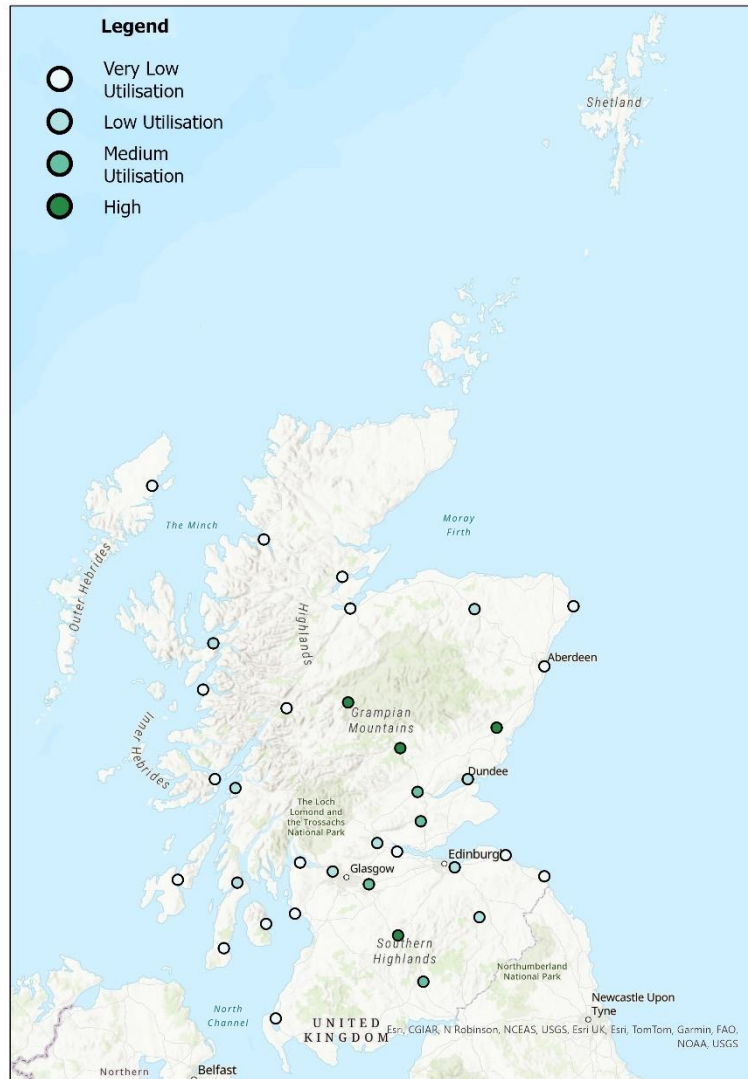 Legend
Very Low
Utilisation
Low Utilisation
Medium
Utilisation
High
Shetland
The Minch
Moray
Firth
Outer Hebrides
Highlands
Aberdeen
Grampian
Mountains
Inner Hebrides
Dundee
The Loch
Lomond and
the Trossachs
National Park
Edinburgh
Glasgow
Southern
Highlands
Northumberland
National Park
North
Channel
Newcastle Upon
Tyne
UNITED
KINGDOM
Esri, CGIAR, N Robinson, NCEAS, USGS, Esri UK, Esri, TomTom, Garmin, FAO,
NOAA, USGS
Northern
Belfast